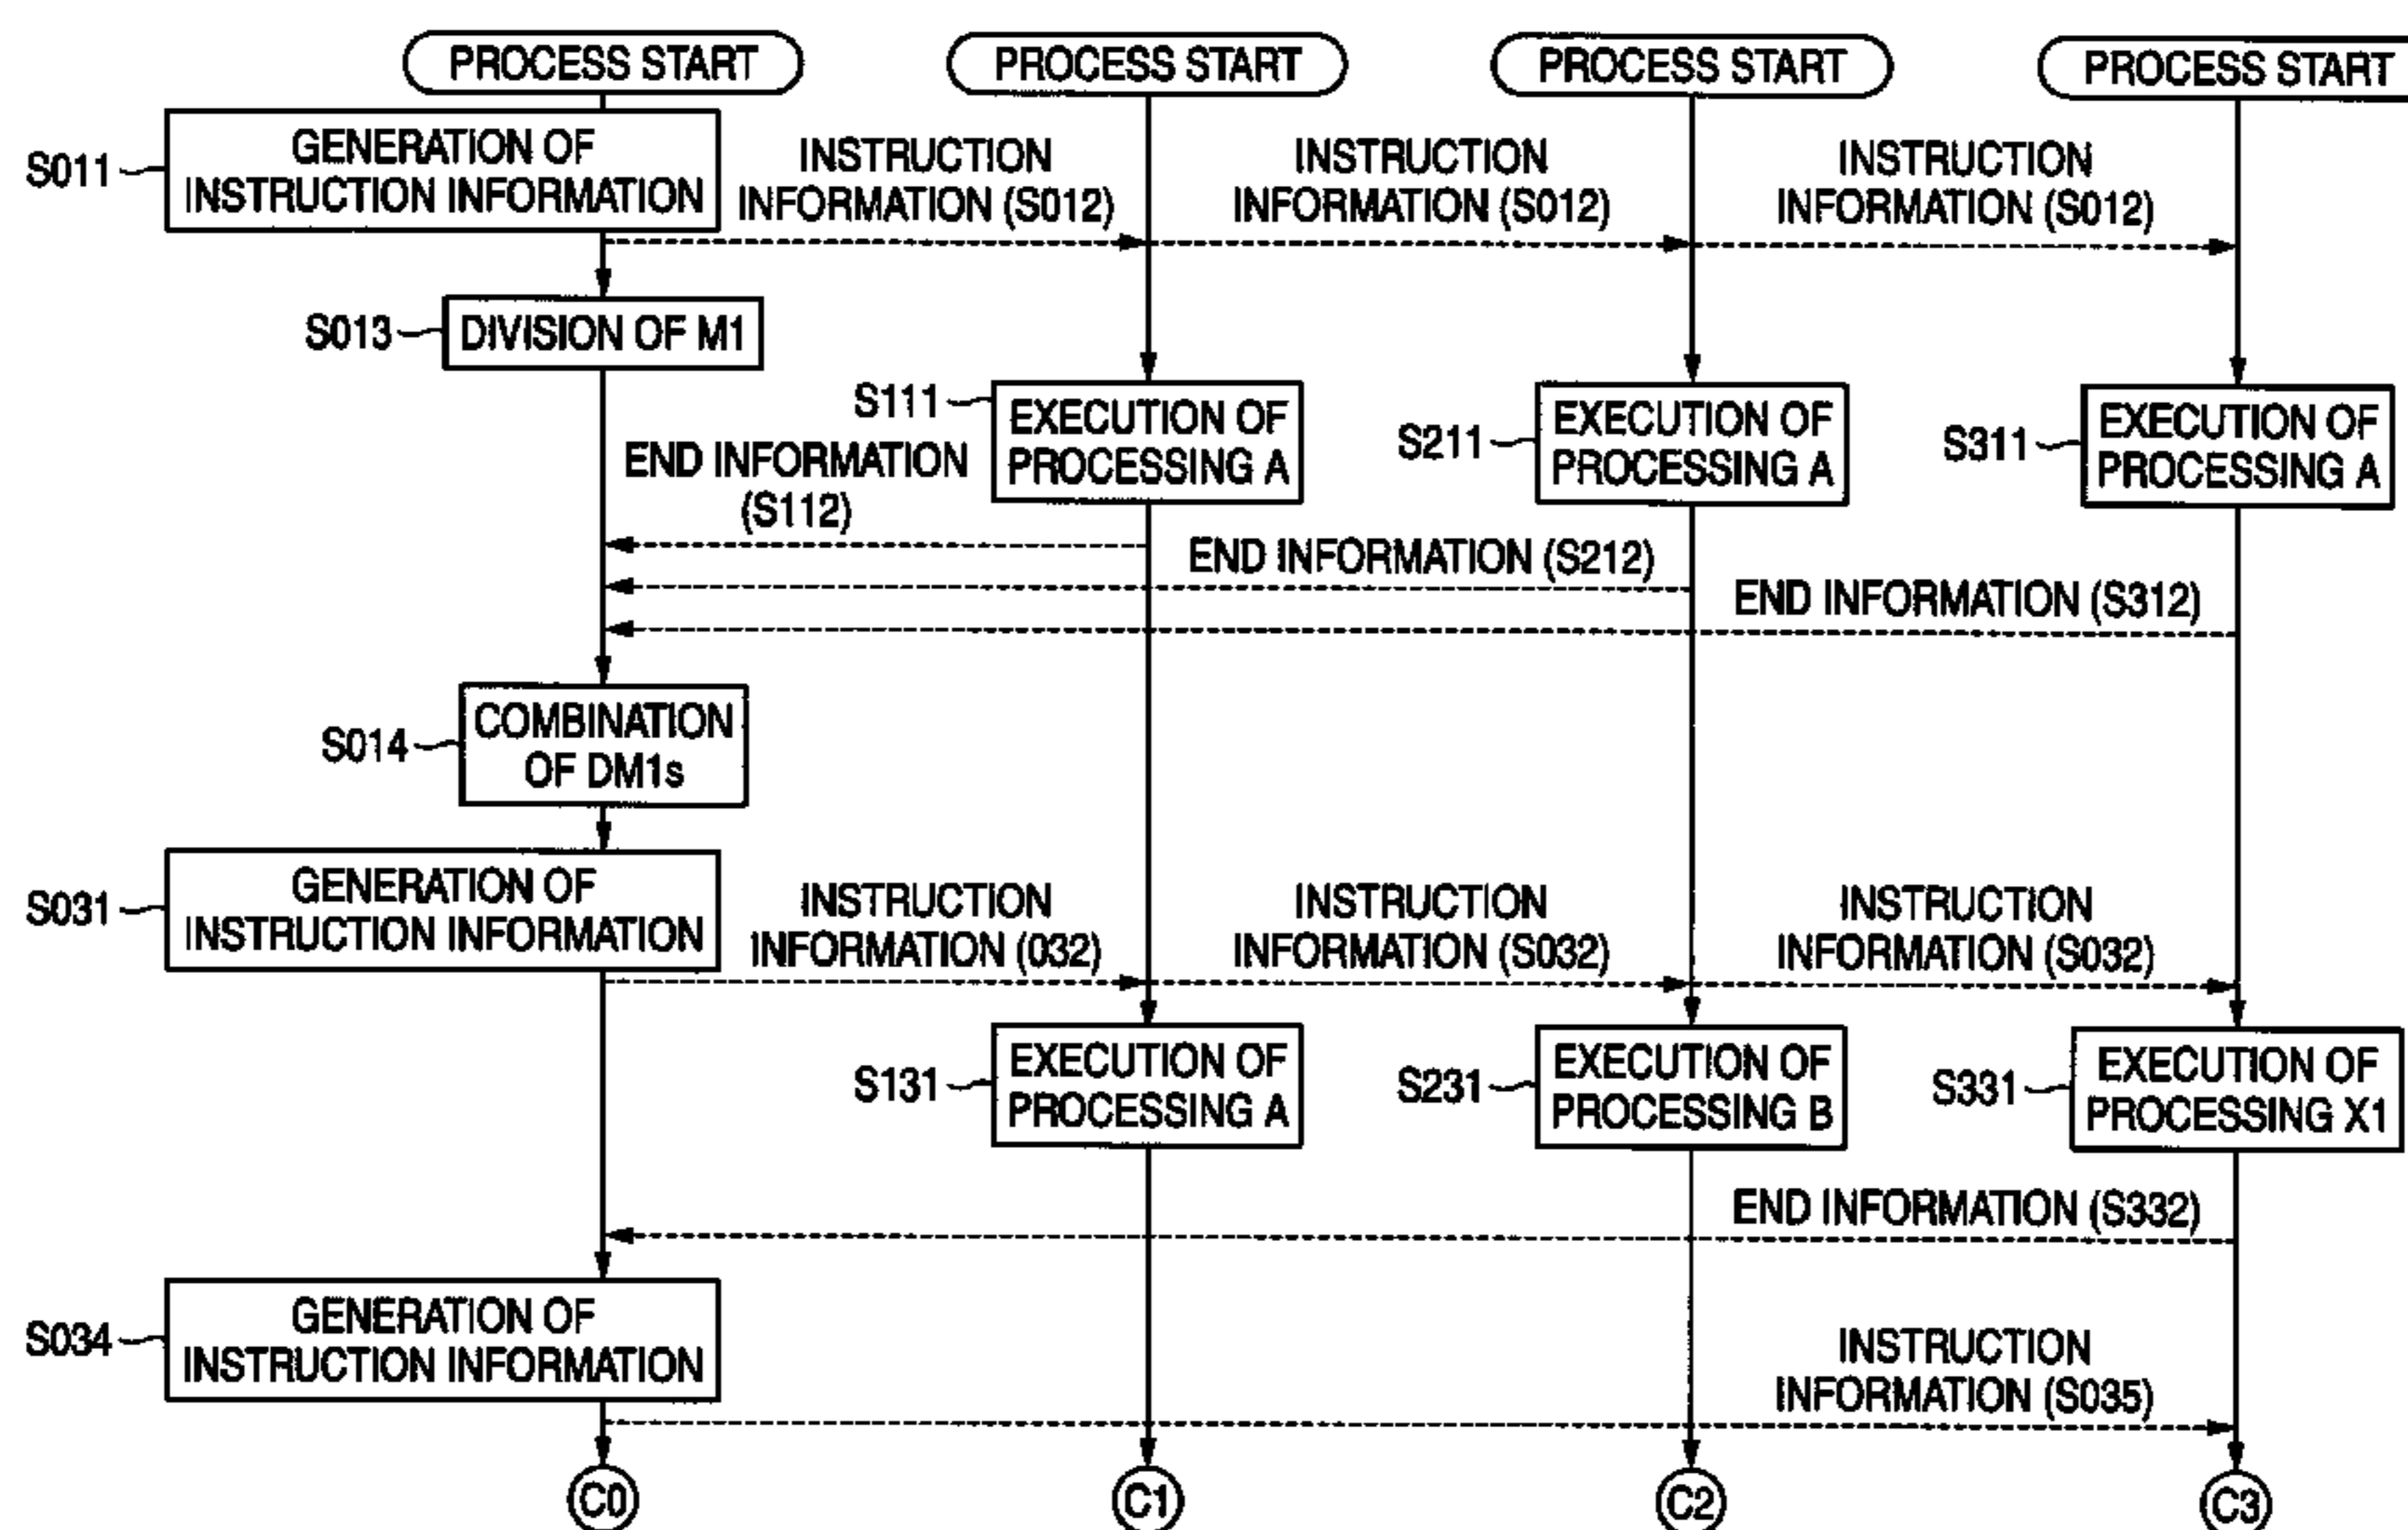 PROCESS START
PROCESS START
PROCESS START
PROCESS START
S011
GENERATION OF
INSTRUCTION INFORMATION
INSTRUCTION
INFORMATION (S012)
INSTRUCTION
INFORMATION (S012)
INSTRUCTION
INFORMATION (S012)
S013
DIVISION OF M1
S111
EXECUTION OF
PROCESSING A
S211
EXECUTION OF
PROCESSING A
S311
EXECUTION OF
PROCESSING A
END INFORMATION
(S112)
END INFORMATION (S212)
END INFORMATION (S312)
S014
COMBINATION
OF DM1s
S031
GENERATION OF
INSTRUCTION INFORMATION
INSTRUCTION
INFORMATION (032)
INSTRUCTION
INFORMATION (S032)
INSTRUCTION
INFORMATION (S032)
S131
EXECUTION OF
PROCESSING A
S231
EXECUTION OF
PROCESSING B
S331
EXECUTION OF
PROCESSING X1
END INFORMATION (S332)
S034
GENERATION OF
INSTRUCTION INFORMATION
INSTRUCTION
INFORMATION (S035)
C0
C1
C2
C3